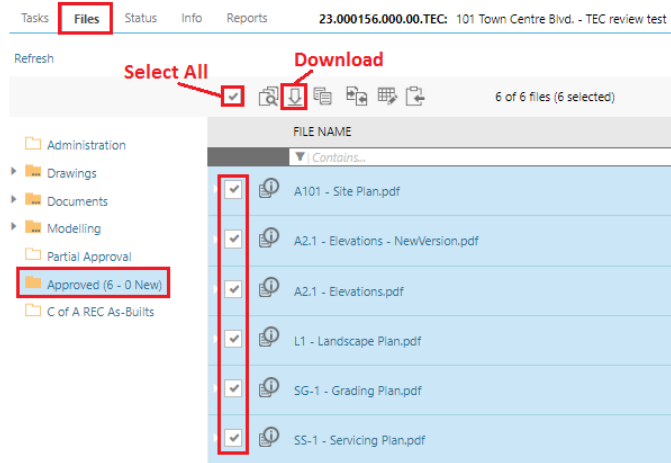 Tasks Files Status Info Reports 23.000156.000.00.TEC: 101 Town Centre Blvd. - TEC review test
Refresh
Select All
Download
6 of 6 files (6 selected)
FILE NAME
Contains...
Administration
Drawings
Documents
Modelling
Partial Approval
Approved (6 - 0 New)
C of A REC As-Builts
A101 - Site Plan.pdf
A2.1 - Elevations - NewVersion.pdf
A2.1 - Elevations.pdf
L1 - Landscape Plan.pdf
SG-1 - Grading Plan.pdf
SS-1 - Servicing Plan.pdf